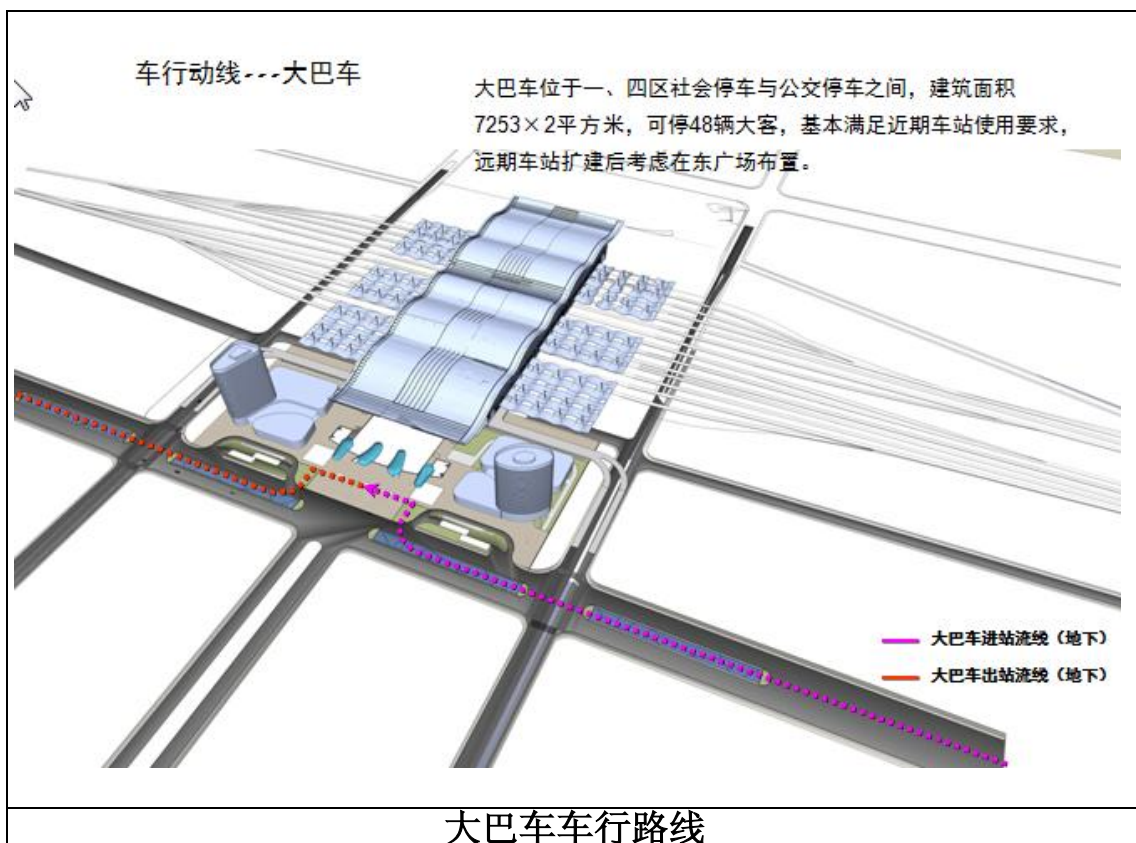 车行动线---大巴车
大巴车位于一、四区社会停车与公交停车之间，建筑面积
7253×2平方米，可停48辆大客，基本满足近期车站使用要求，
远期车站扩建后考虑在东广场布置。
大巴车进站流线（地下）
大巴车出站流线（地下）
大巴车车行路线